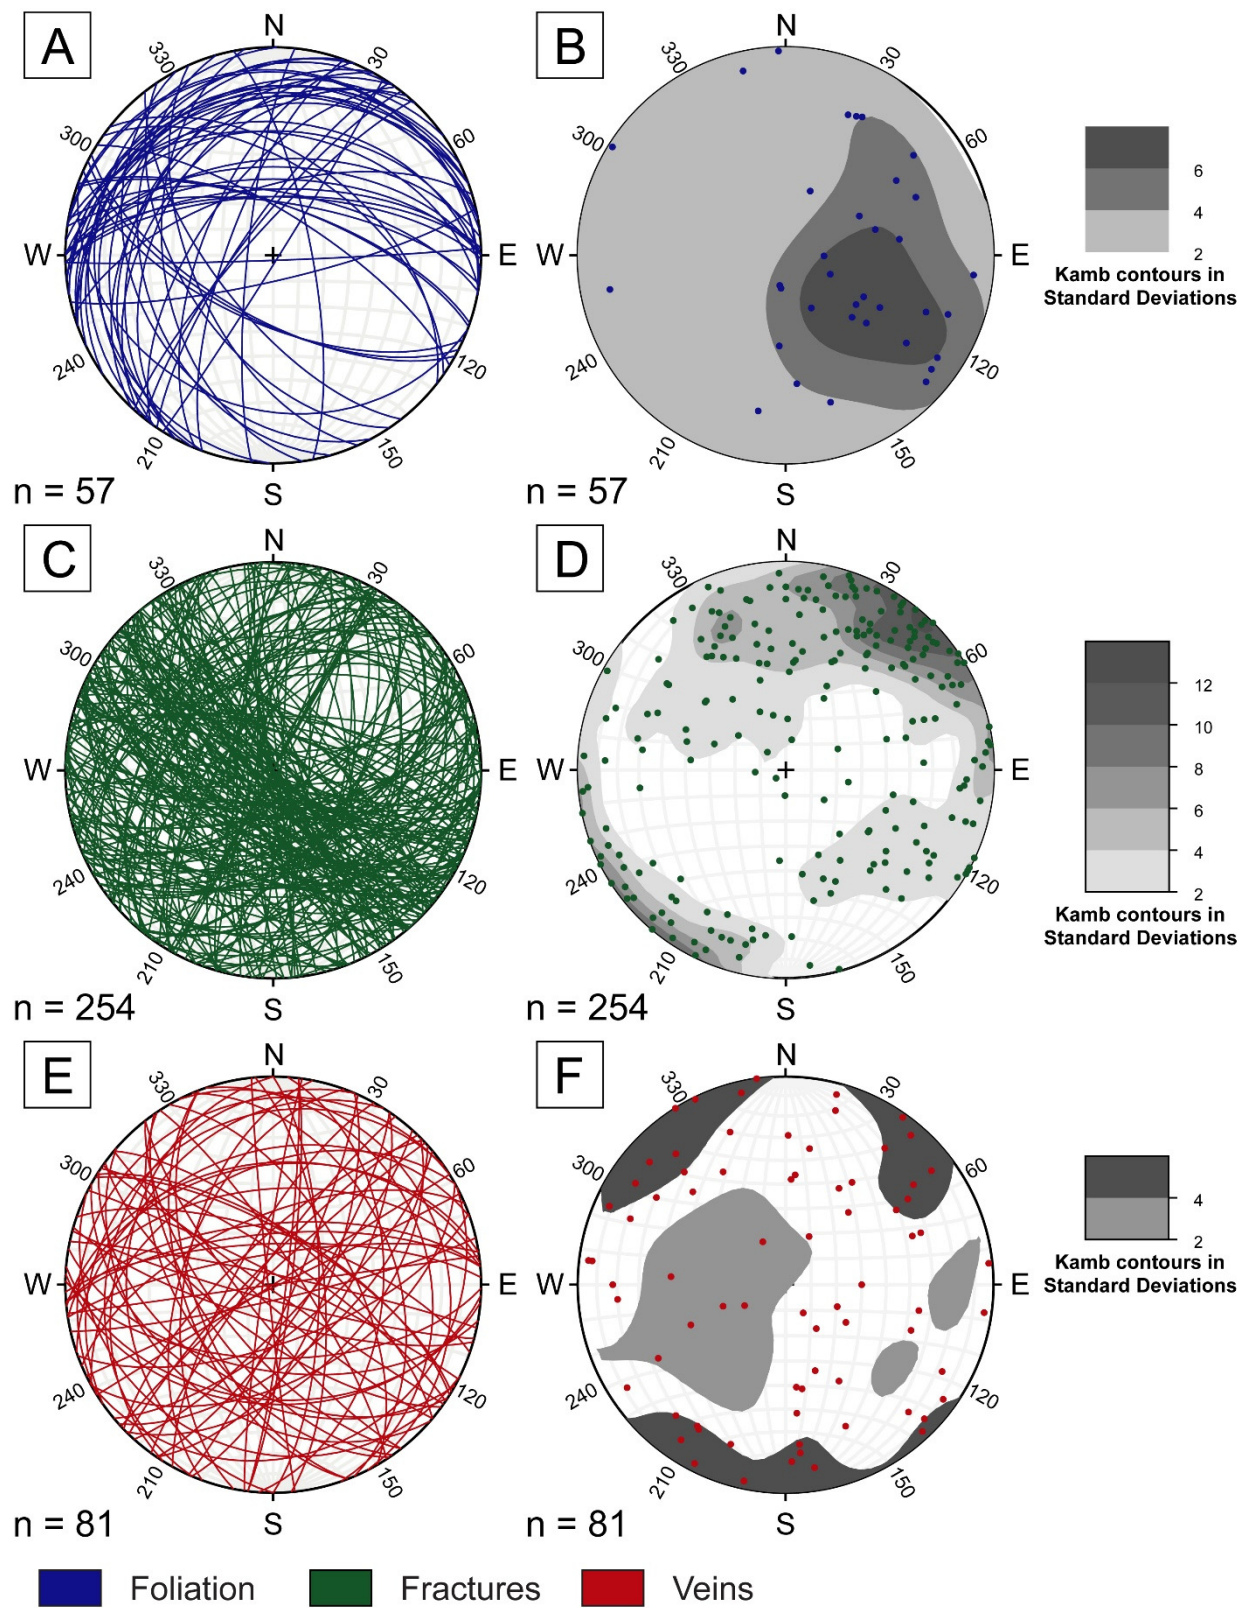 A
N
30
60
E
120
150
S
210
240
W
300
330
n = 57
B
N
30
60
E
120
150
S
210
240
W
300
330
n = 57
6
4
2
Kamb contours in
Standard Deviations
C
N
30
60
E
120
150
S
210
240
W
300
330
n = 254
D
N
30
60
E
120
150
S
210
240
W
300
330
n = 254
12
10
8
6
4
2
Kamb contours in
Standard Deviations
E
N
30
60
E
120
150
S
210
240
W
300
330
n = 81
F
N
30
60
E
120
150
S
210
240
W
300
330
n = 81
4
2
Kamb contours in
Standard Deviations
Foliation
Fractures
Veins